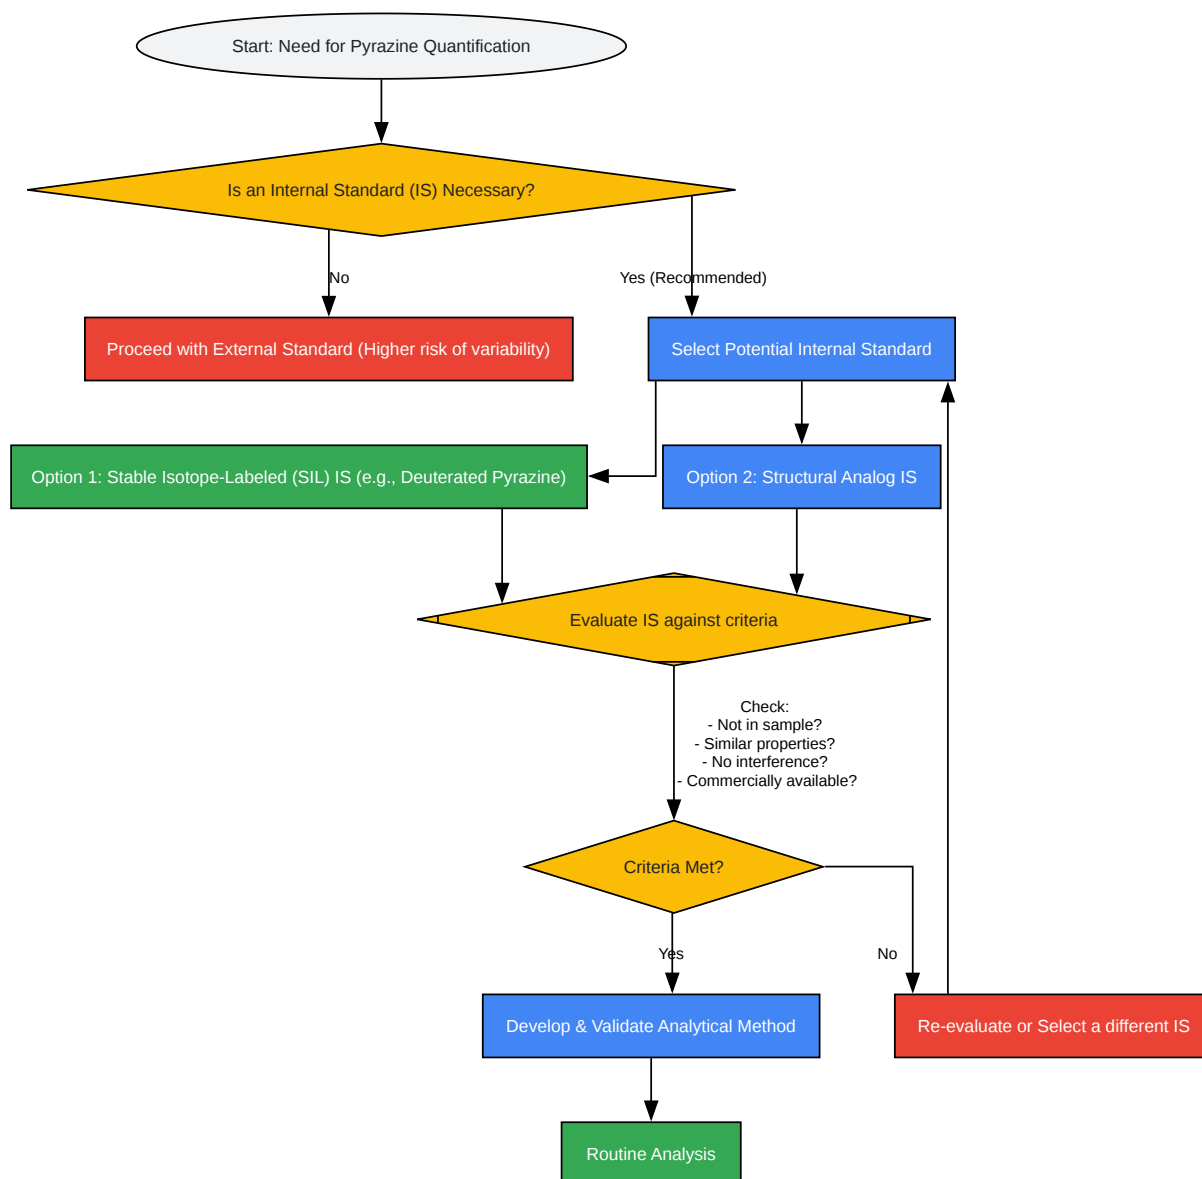 Start: Need for Pyrazine Quantification
Is an Internal Standard (IS) Necessary?
No
Yes (Recommended)
Proceed with External Standard (Higher risk of variability)
Select Potential Internal Standard
Option 1: Stable Isotope-Labeled (SIL) IS (e.g., Deuterated Pyrazine)
Option 2: Structural Analog IS
Evaluate IS against criteria
Check:
- Not in sample?
- Similar properties?
- No interference?
- Commercially available?
Criteria Met?
Yes
No
Develop & Validate Analytical Method
Re-evaluate or Select a different IS
Routine Analysis